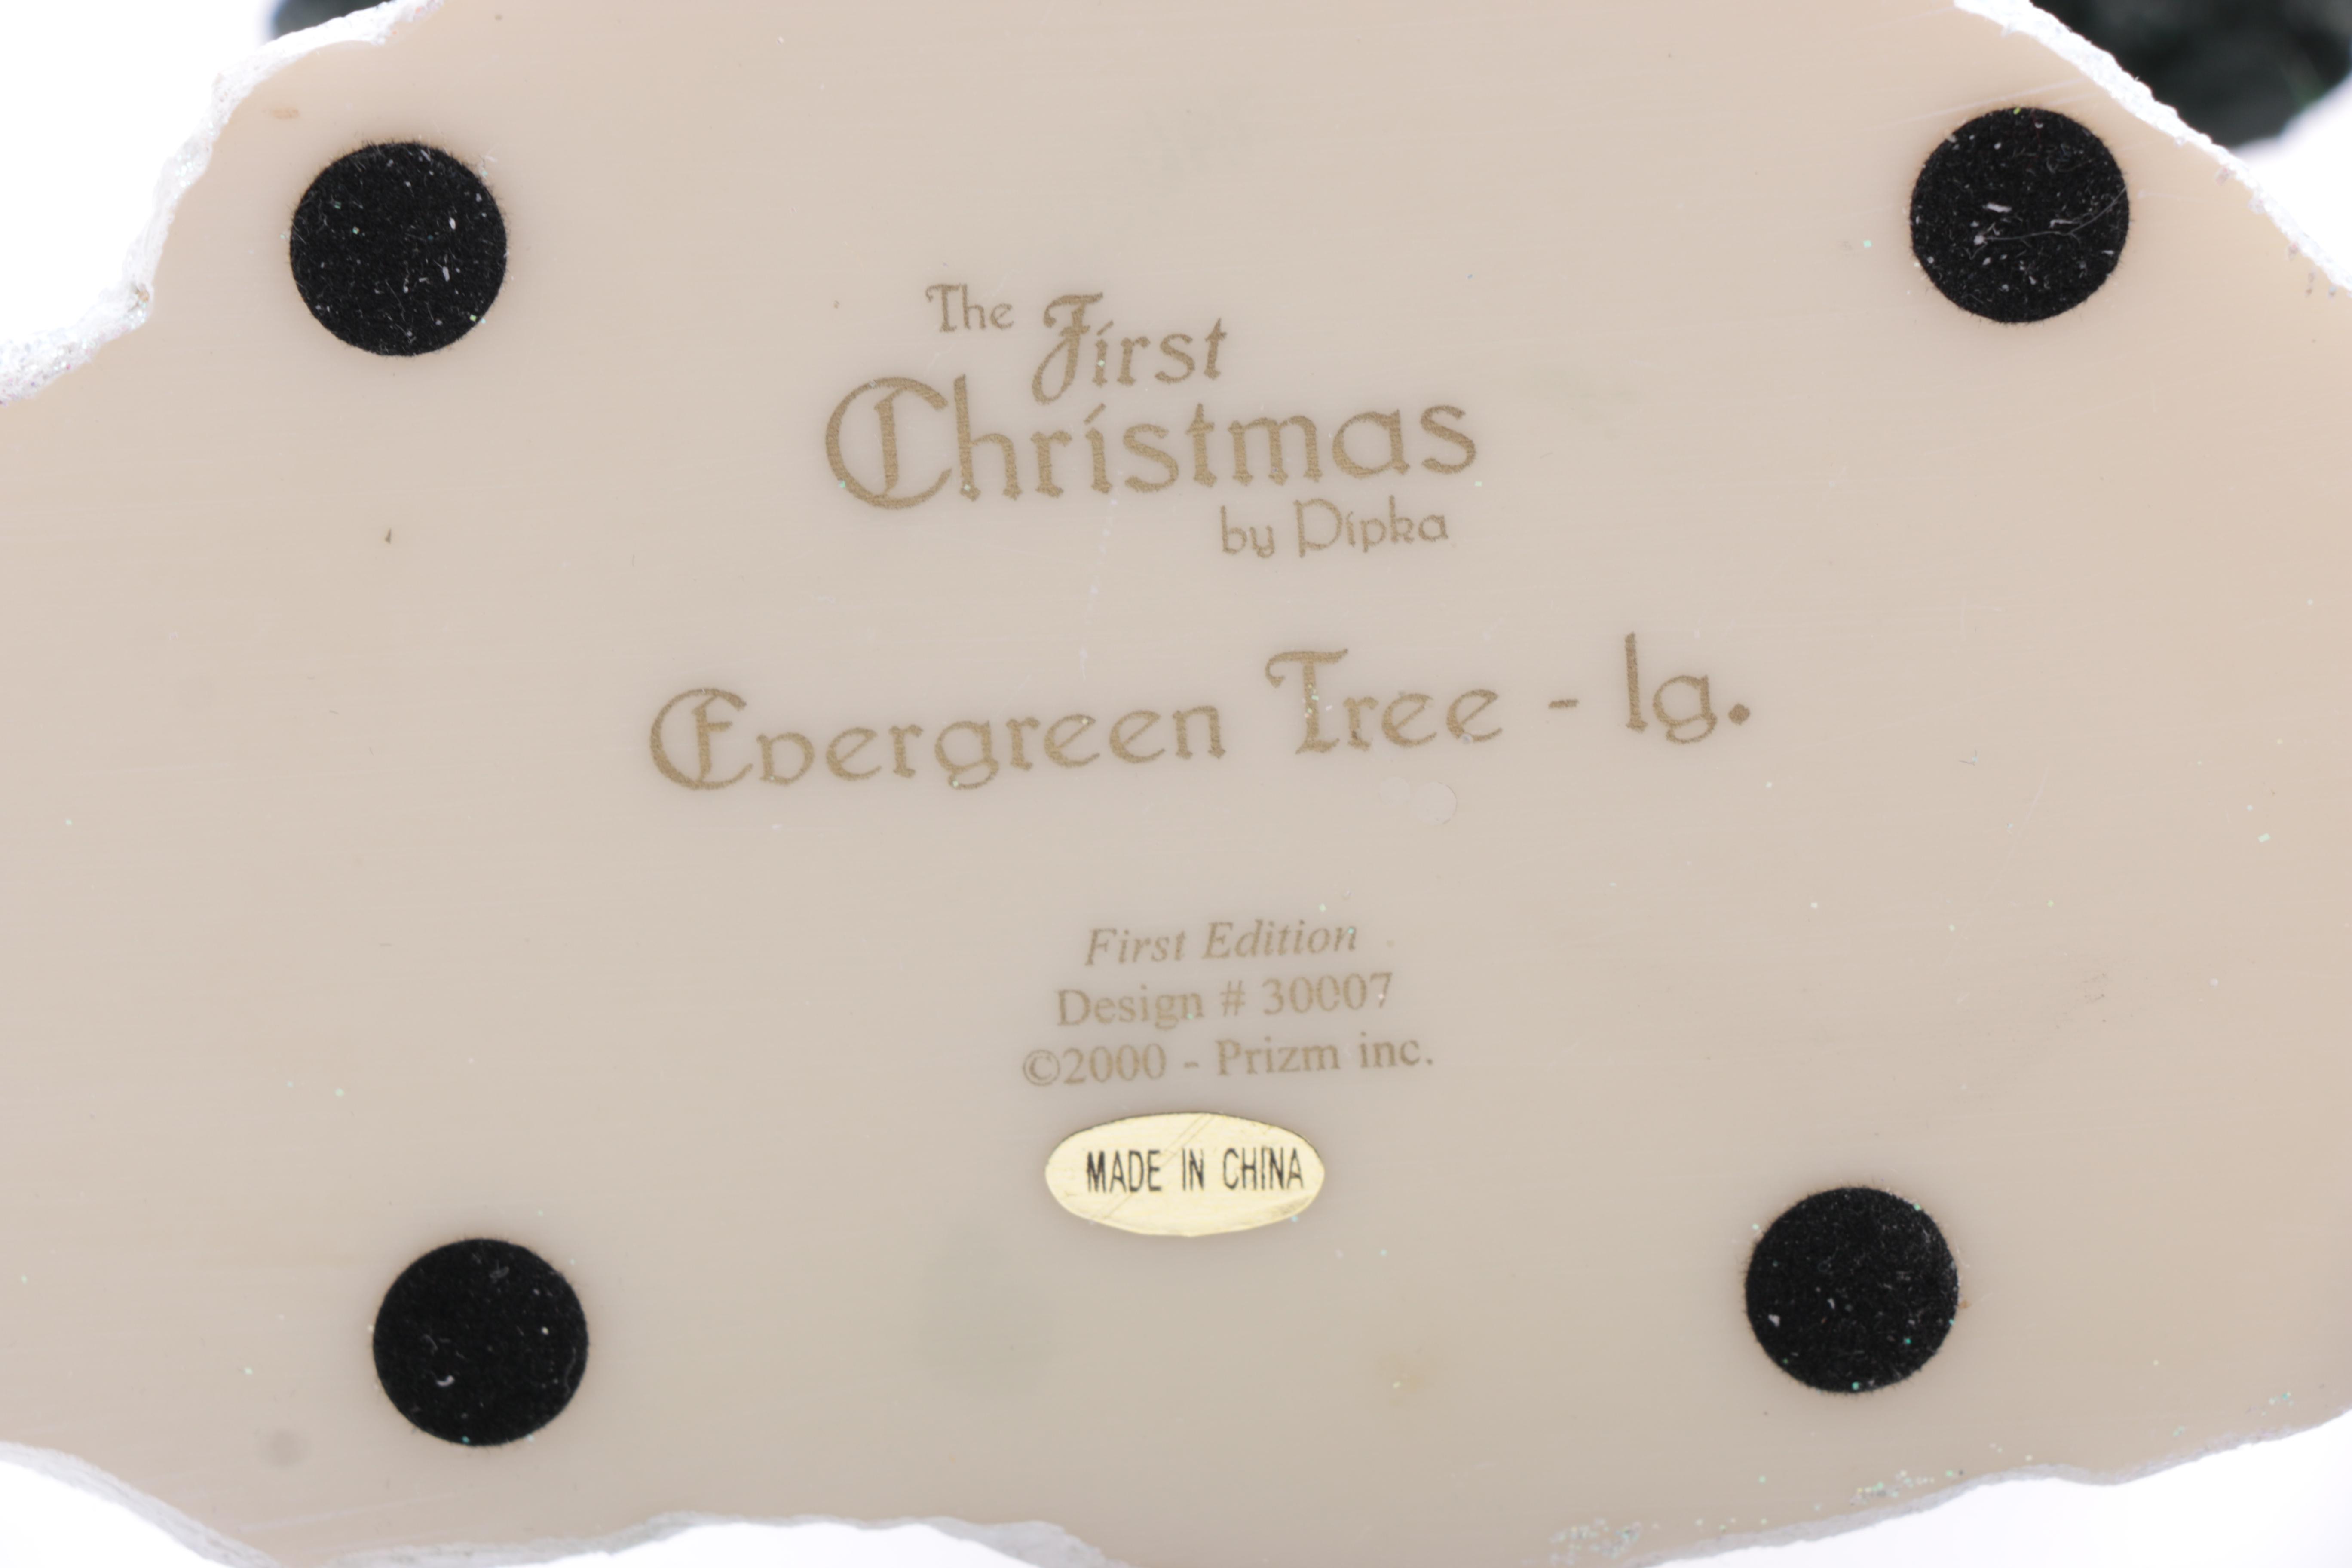 The First
Christmas
by Pipka
Evergreen Tree - lg.
First Edition
Design # 30007
©2000 - Prizm inc.
MADE IN CHINA